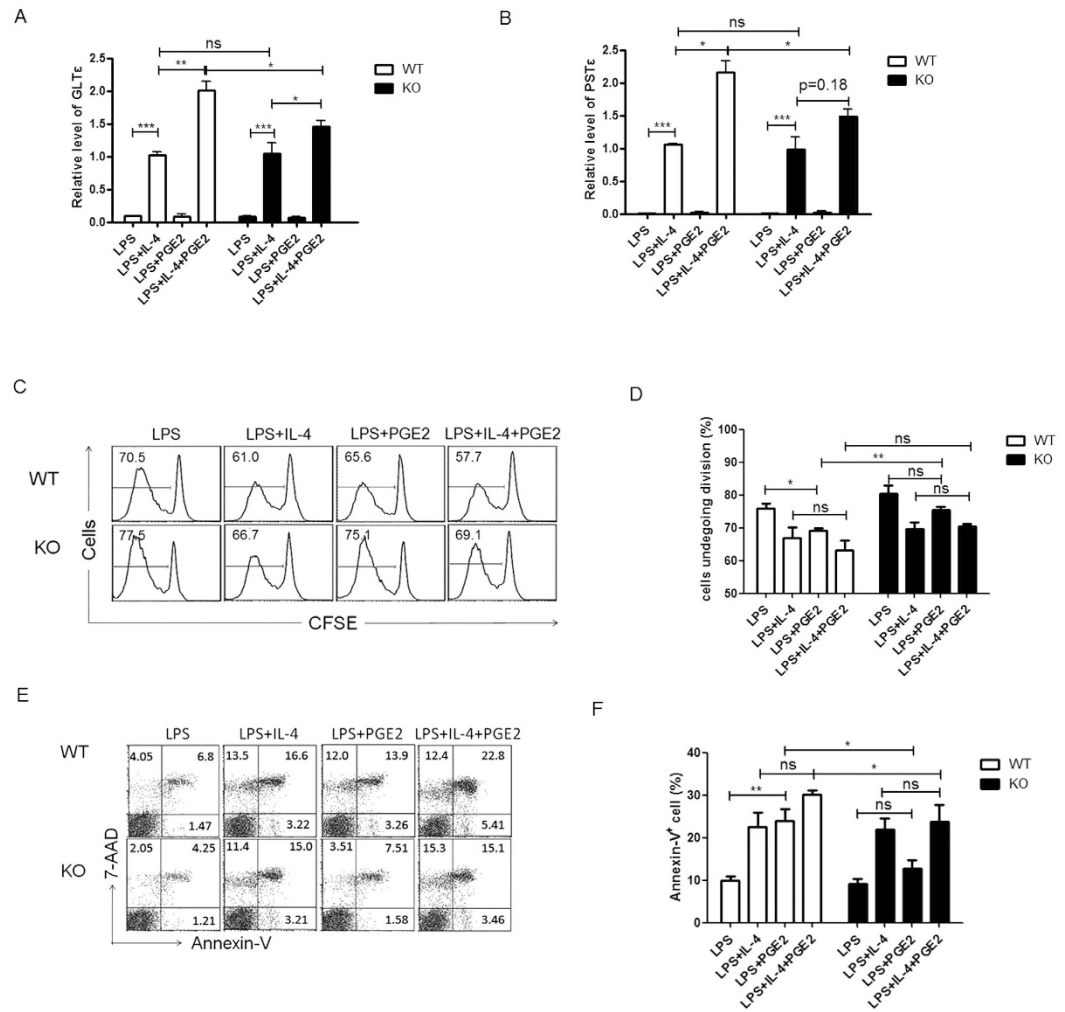 A
ns
**
*
*
***
***
Relative level of GLTε
2.5
2.0
1.5
1.0
0.5
0.0
LPS
LPS+IL-4
LPS+PGE2
LPS+IL-4+PGE2
LPS
LPS+IL-4
LPS+PGE2
LPS+IL-4+PGE2
WT
KO
B
ns
*
*
p=0.18
***
***
Relative level of PSTε
2.5
2.0
1.5
1.0
0.5
0.0
LPS
LPS+IL-4
LPS+PGE2
LPS+IL-4+PGE2
LPS
LPS+IL-4
LPS+PGE2
LPS+IL-4+PGE2
WT
KO
C
LPS LPS+IL-4 LPS+PGE2 LPS+IL-4+PGE2
WT
70.5 61.0 65.6 57.7
KO
77.5 66.7 75.1 69.1
Cells
CFSE
D
ns
**
*
ns
ns
ns
cells undegoing division (%)
100
90
80
70
60
50
LPS
LPS+IL-4
LPS+PGE2
LPS+IL-4+PGE2
LPS
LPS+IL-4
LPS+PGE2
LPS+IL-4+PGE2
WT
KO
E
LPS LPS+IL-4 LPS+PGE2 LPS+IL-4+PGE2
WT
4.05 6.8 13.5 16.6 12.0 13.9 12.4 22.8
1.47 3.22 3.26 5.41
KO
2.05 4.25 11.4 15.0 3.51 7.51 15.3 15.1
1.21 3.21 1.58 3.46
7-AAD
Annexin-V
F
*
ns
*
**
ns
ns
Annexin-V+ cell (%)
40
30
20
10
0
LPS
LPS+IL-4
LPS+PGE2
LPS+IL-4+PGE2
LPS
LPS+IL-4
LPS+PGE2
LPS+IL-4+PGE2
WT
KO